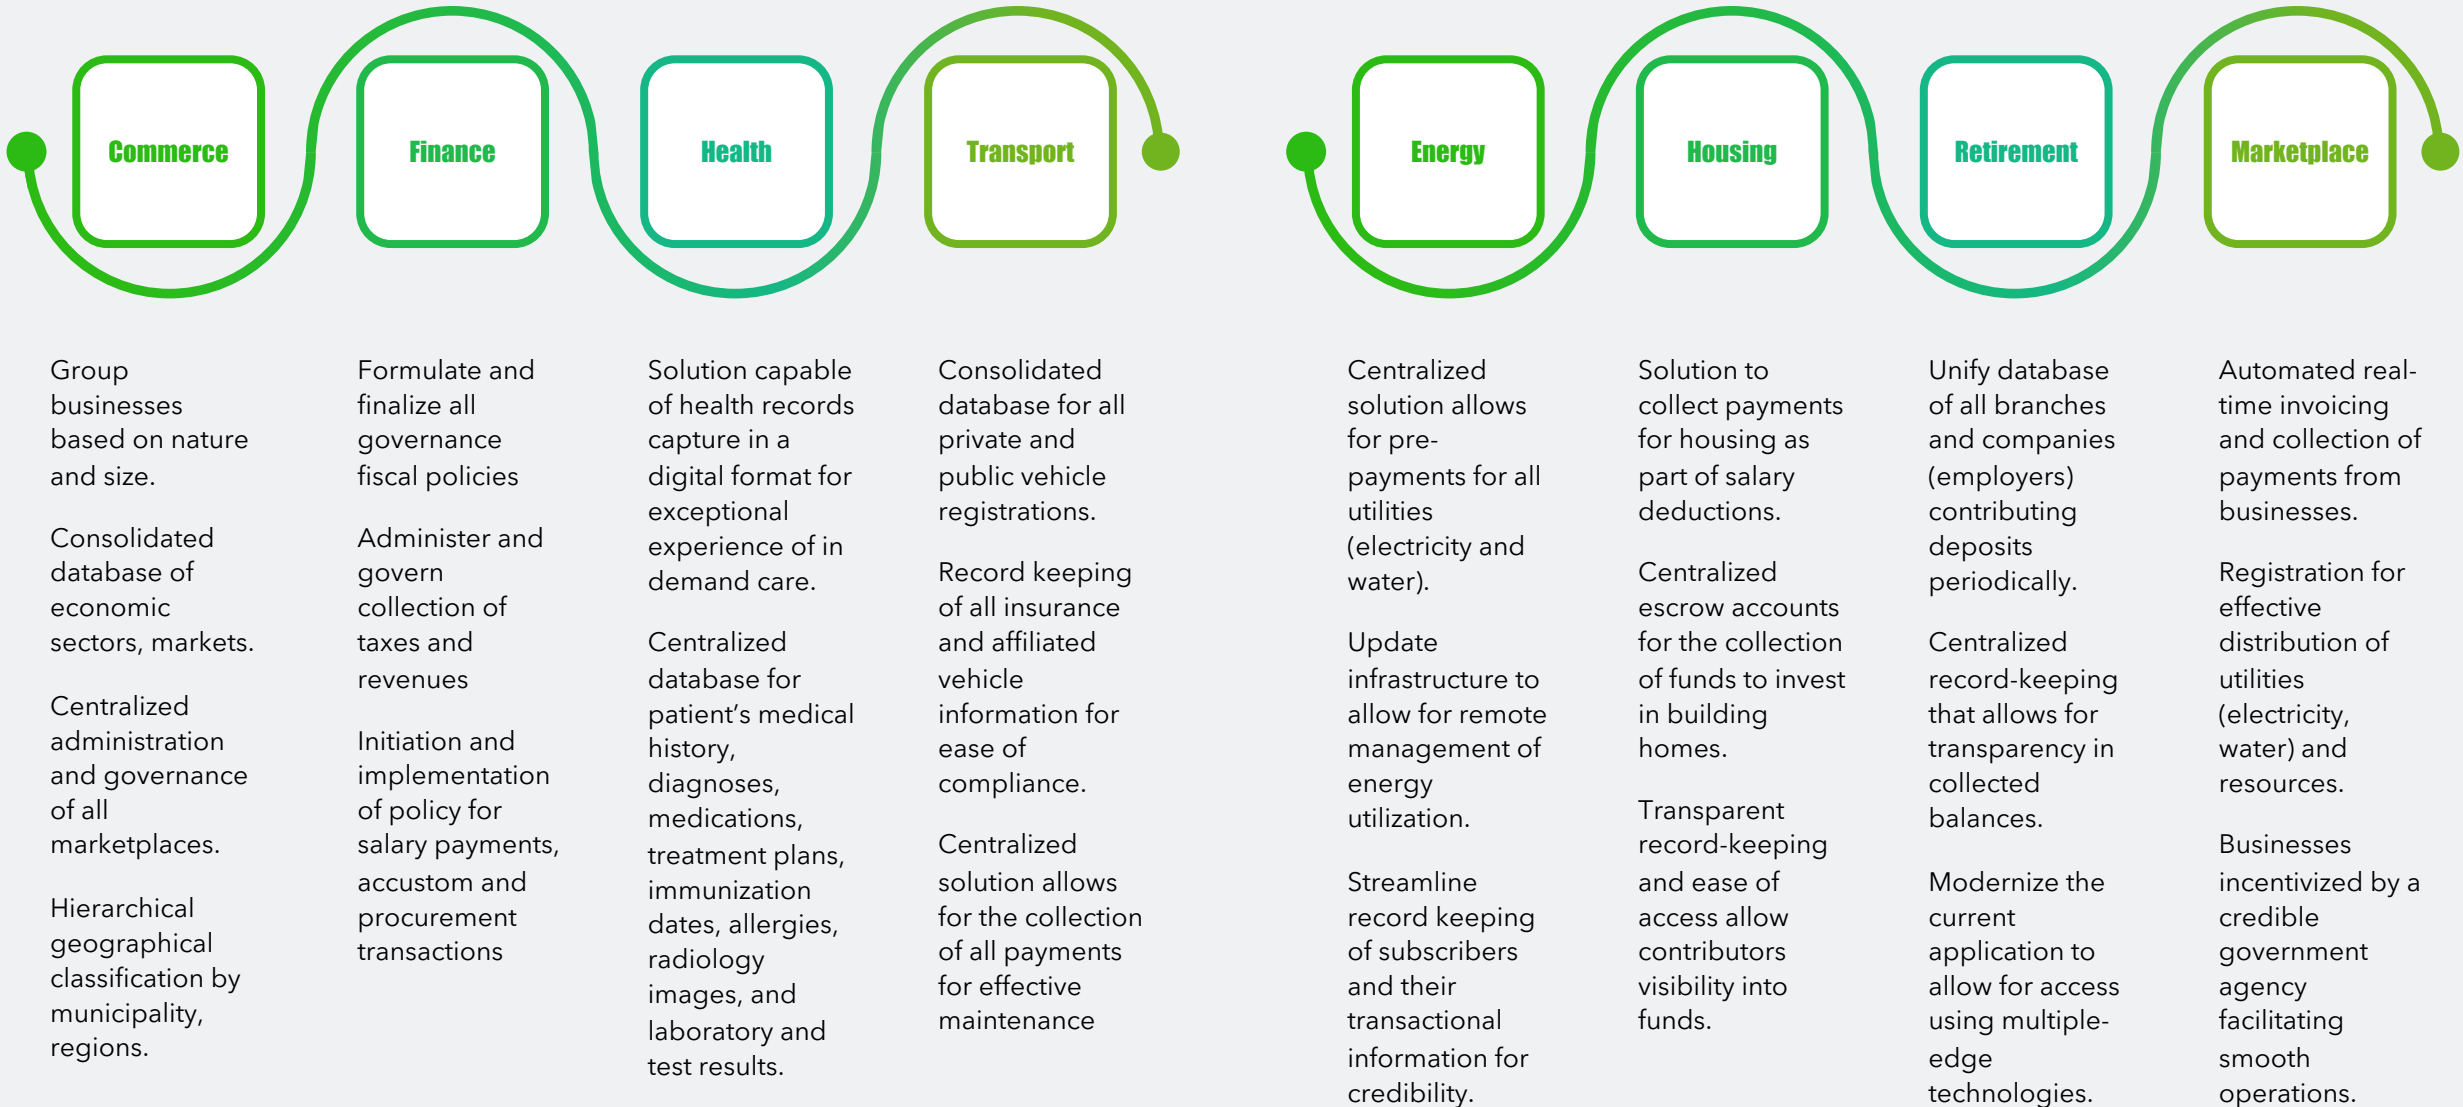 Commerce
Finance
Health
Transport
Energy
Housing
Retirement
Marketplace
Group
businesses
based on nature
and size.
Consolidated
database of
economic
sectors, markets.
Centralized
administration
and governance
of all
marketplaces.
Hierarchical
geographical
classification by
municipality,
regions.
Formulate and
finalize all
governance
fiscal policies
Administer and
govern
collection of
taxes and
revenues
Initiation and
implementation
of policy for
salary payments,
accustom and
procurement
transactions
Solution capable
of health records
capture in a
digital format for
exceptional
experience of in
demand care.
Centralized
database for
patient’s medical
history,
diagnoses,
medications,
treatment plans,
immunization
dates, allergies,
radiology
images, and
laboratory and
test results.
Consolidated
database for all
private and
public vehicle
registrations.
Record keeping
of all insurance
and affiliated
vehicle
information for
ease of
compliance.
Centralized
solution allows
for the collection
of all payments
for effective
maintenance
Centralized
solution allows
for pre-
payments for all
utilities
(electricity and
water).
Update
infrastructure to
allow for remote
management of
energy
utilization.
Streamline
record keeping
of subscribers
and their
transactional
information for
credibility.
Solution to
collect payments
for housing as
part of salary
deductions.
Centralized
escrow accounts
for the collection
of funds to invest
in building
homes.
Transparent
record-keeping
and ease of
access allow
contributors
visibility into
funds.
Unify database
of all branches
and companies
(employers)
contributing
deposits
periodically.
Centralized
record-keeping
that allows for
transparency in
collected
balances.
Modernize the
current
application to
allow for access
using multiple-
edge
technologies.
Automated real-
time invoicing
and collection of
payments from
businesses.
Registration for
effective
distribution of
utilities
(electricity,
water) and
resources.
Businesses
incentivized by a
credible
government
agency
facilitating
smooth
operations.